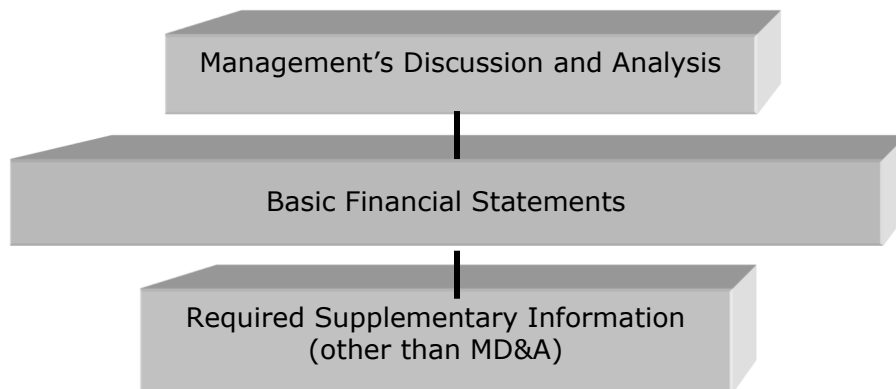 Management’s Discussion and Analysis
Basic Financial Statements
Required Supplementary Information
(other than MD&A)